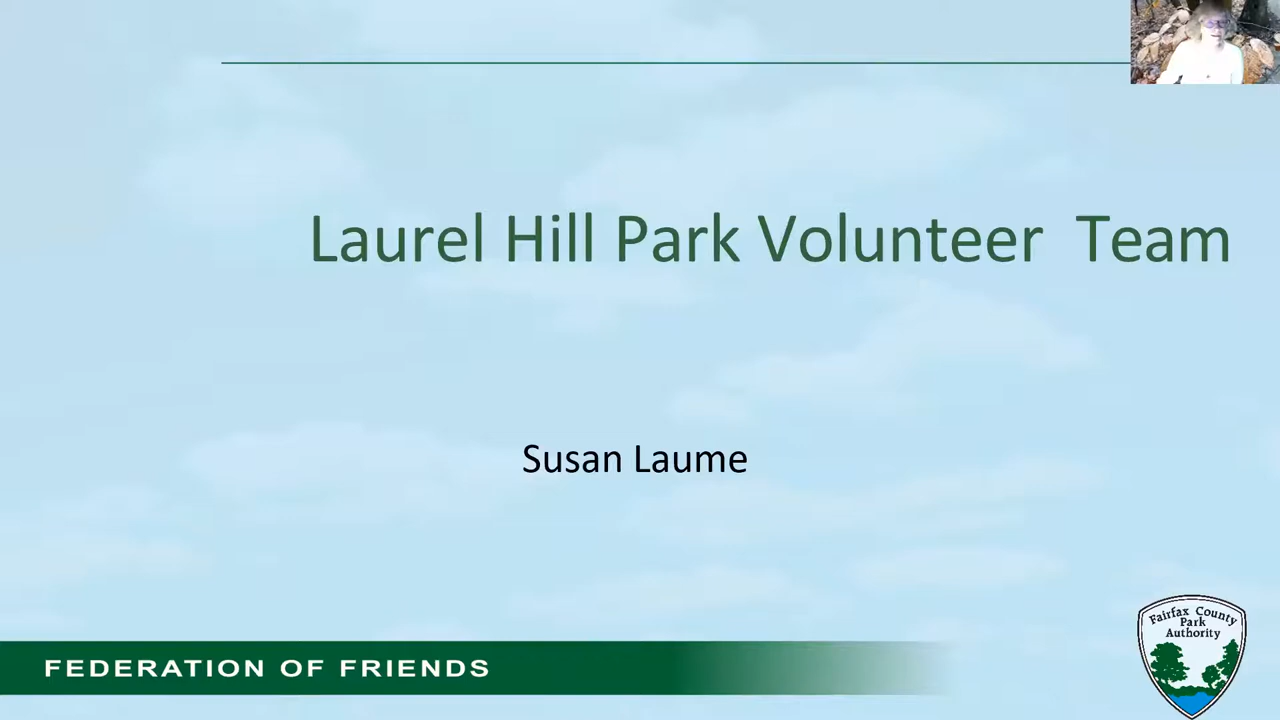 Laurel Hill Park Volunteer  Team
Susan Laume
FEDERATION OF FRIENDS
Fairfax County
Park
Authority